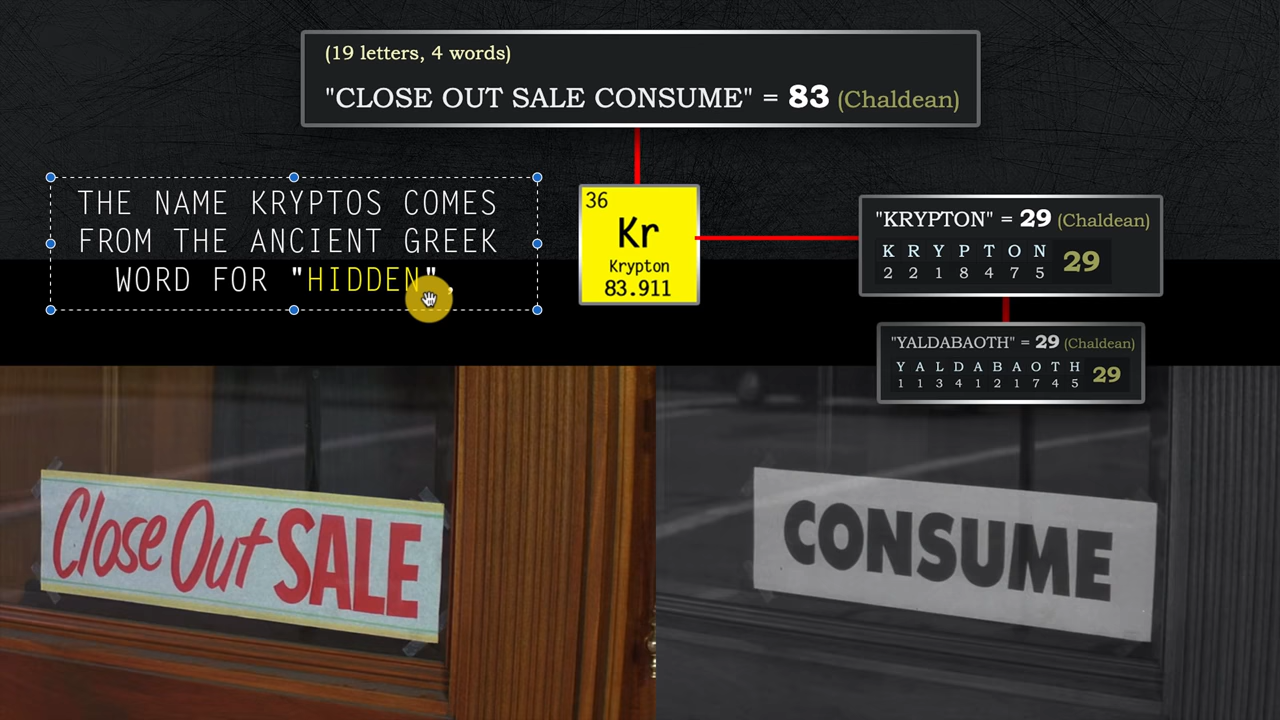 (19 letters, 4 words)
"CLOSE OUT SALE CONSUME" = 83 (Chaldean)
THE NAME KRYPTOS COMES
FROM THE ANCIENT GREEK
WORD FOR "HIDDEN".
36
Kr
Krypton
83.911
"KRYPTON" = 29 (Chaldean)
K R Y P T O N 29
2 2 1 8 4 7 5
"YALDABAOTH" = 29 (Chaldean)
Y A L D A B A O T H 29
1 1 3 4 1 2 1 7 4 5
Close Out SALE
CONSUME